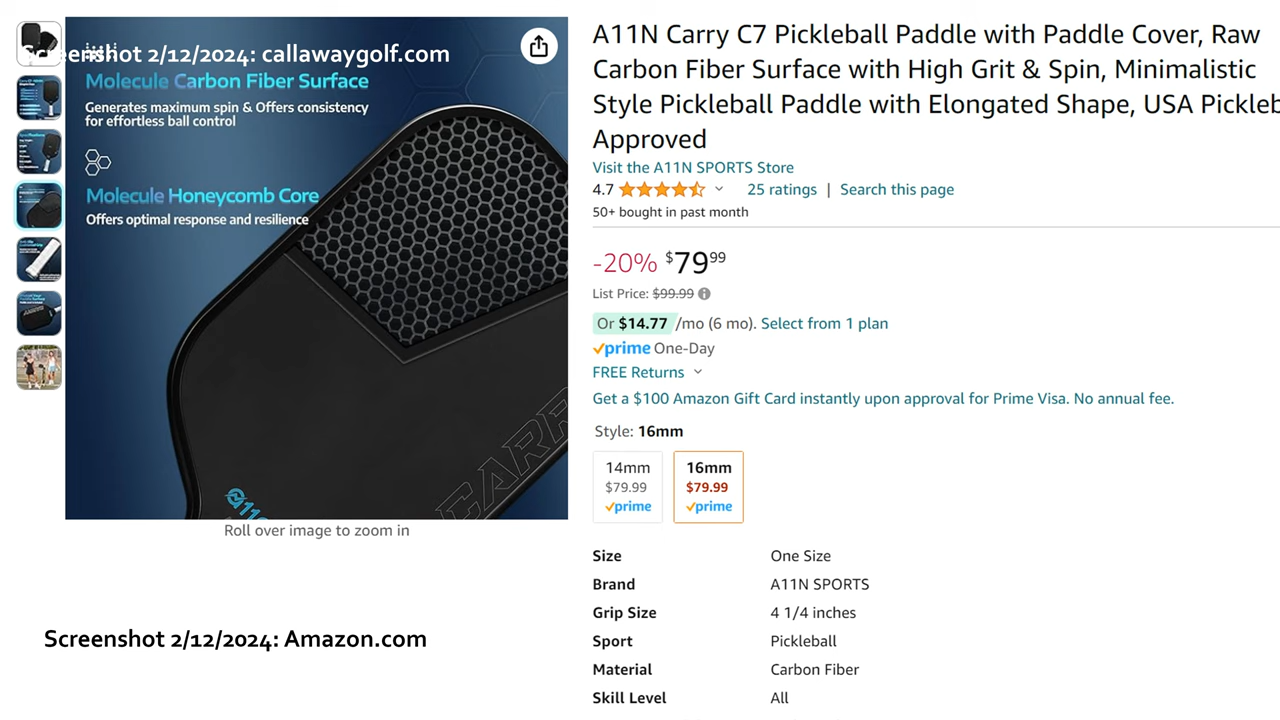 Screenshot 2/12/2024: callawaygolf.com
Molecule Carbon Fiber Surface
Generates maximum spin & Offers consistency
for effortless ball control
Molecule Honeycomb Core
Offers optimal response and resilience
CARR
a11
Roll over image to zoom in
Screenshot 2/12/2024: Amazon.com
A11N Carry C7 Pickleball Paddle with Paddle Cover, Raw
Carbon Fiber Surface with High Grit & Spin, Minimalistic
Style Pickleball Paddle with Elongated Shape, USA Pickleb
Approved
Visit the A11N SPORTS Store
4.7 25 ratings | Search this page
50+ bought in past month
-20% $79 99
List Price: $99.99
Or $14.77 /mo (6 mo). Select from 1 plan
prime One-Day
FREE Returns
Get a $100 Amazon Gift Card instantly upon approval for Prime Visa. No annual fee.
Style: 16mm
14mm 16mm
$79.99 $79.99
prime prime
Size One Size
Brand A11N SPORTS
Grip Size 4 1/4 inches
Sport Pickleball
Material Carbon Fiber
Skill Level All